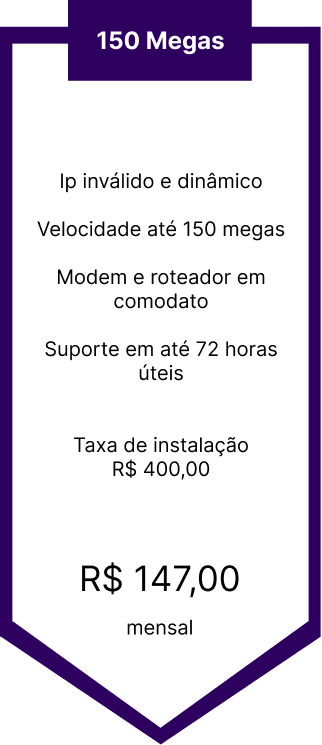 150 Megas
Ip inválido e dinâmico
Velocidade até 150 megas
Modem e roteador em
comodato
Suporte em até 72 horas
úteis
Taxa de instalação
R$ 400,00
R$ 147,00
mensal